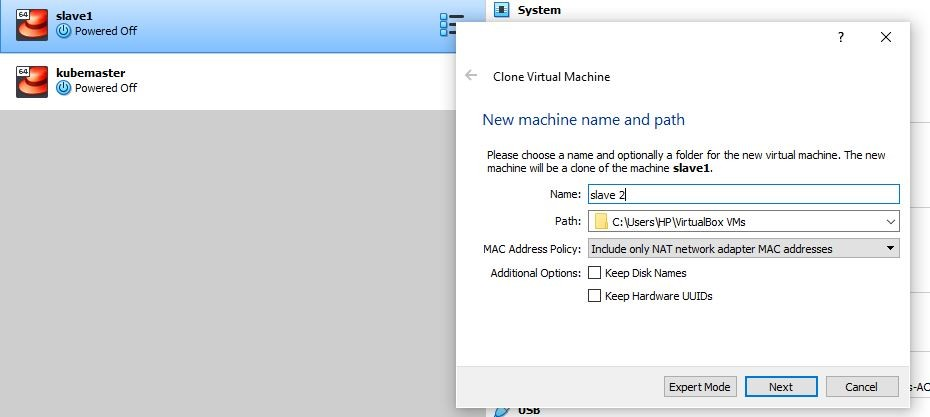 64
slave1
Powered Off
64
kubemaster
Powered Off
System
?
Clone Virtual Machine
New machine name and path
Please choose a name and optionally a folder for the new virtual machine. The new
machine will be a clone of the machine slave1.
Name: slave 2
Path: C:\Users\HP\VirtualBox VMs
MAC Address Policy: Include only NAT network adapter MAC addresses
Additional Options: Keep Disk Names
Keep Hardware UUIDs
Expert Mode Next Cancel
s-AC
USB